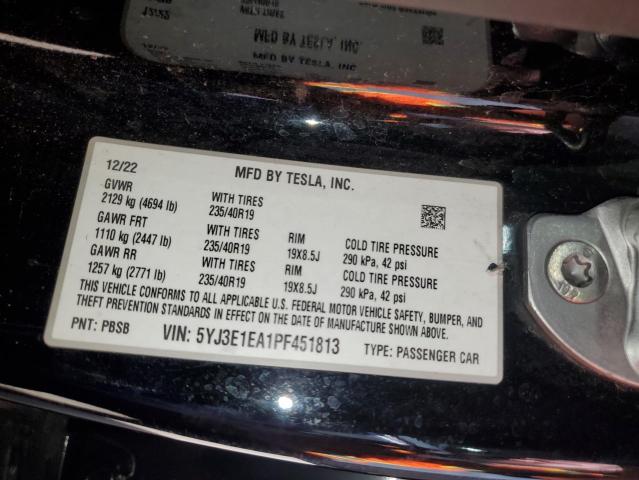 12/22 MFD BY TESLA, INC.
GVWR
2129 kg (4694 lb) WITH TIRES 235/40R19
GAWR FRT
1110 kg (2447 lb) WITH TIRES 235/40R19 RIM 19X8.5J COLD TIRE PRESSURE 290 kPa, 42 psi
GAWR RR
1257 kg (2771 lb) WITH TIRES 235/40R19 RIM 19X8.5J COLD TIRE PRESSURE 290 kPa, 42 psi
THIS VEHICLE CONFORMS TO ALL APPLICABLE U.S. FEDERAL MOTOR VEHICLE SAFETY, BUMPER, AND
THEFT PREVENTION STANDARDS IN EFFECT ON THE DATE OF MANUFACTURE SHOWN ABOVE.
PNT: PBSB VIN: 5YJ3E1EA1PF451813 TYPE: PASSENGER CAR